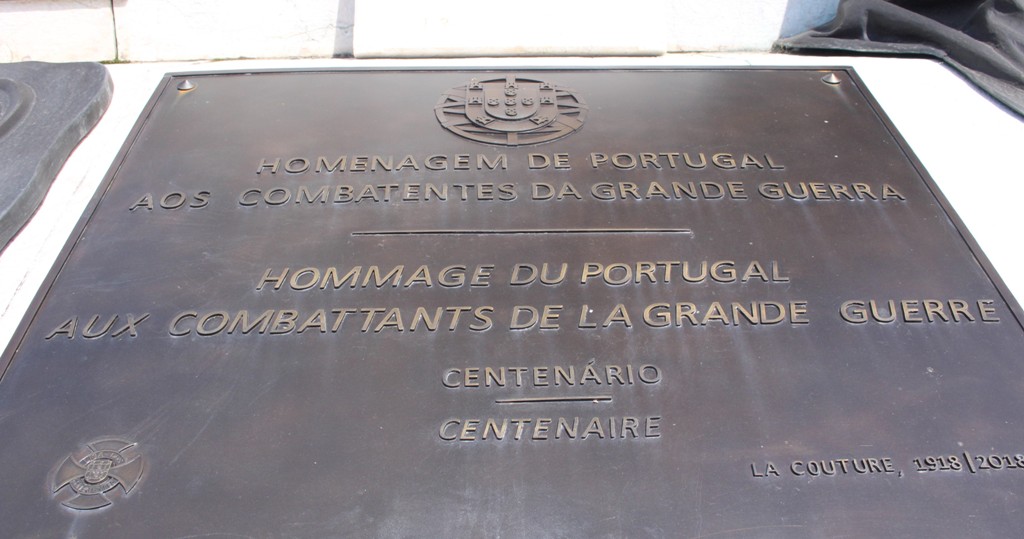 HOMENAGEM DE PORTUGAL
AOS COMBATENTES DA GRANDE GUERRA
HOMMAGE DU PORTUGAL
AUX COMBATTANTS DE LA GRANDE GUERRE
CENTENÁRIO
CENTENAIRE
LA COUTURE, 1918/2018